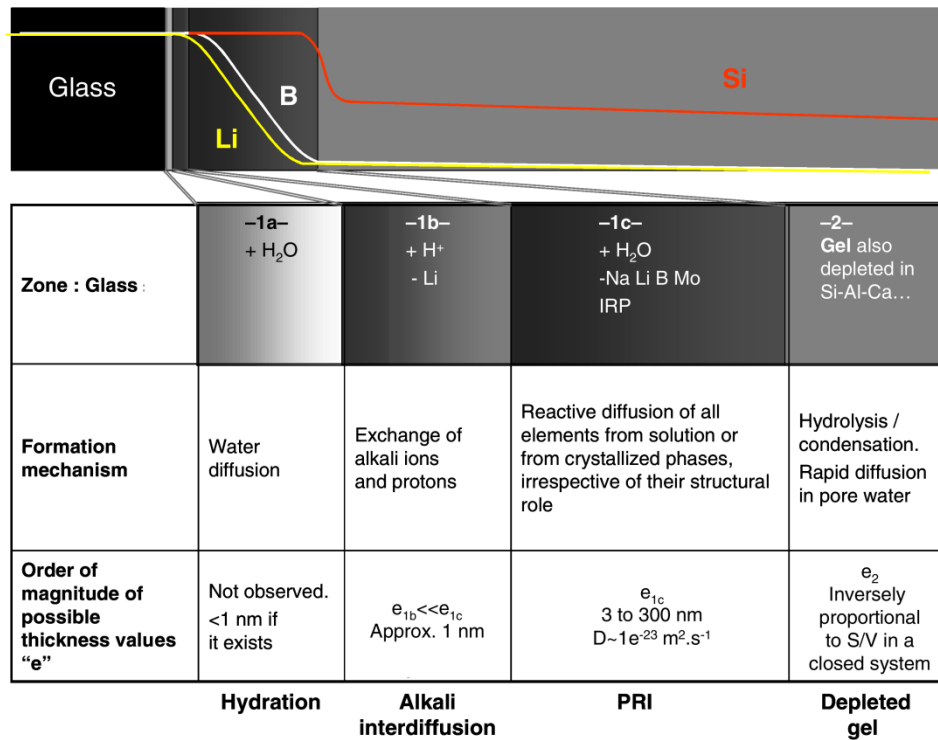 Glass
Li
B
Si
Zone : Glass :
–1a–
+ H₂O
–1b–
+ H⁺
- Li
–1c–
+ H₂O
-Na Li B Mo
IRP
–2–
Gel also
depleted in
Si-Al-Ca…
Formation
mechanism
Water
diffusion
Exchange of
alkali ions
and protons
Reactive diffusion of all
elements from solution or
from crystallized phases,
irrespective of their structural
role
Hydrolysis /
condensation.
Rapid diffusion
in pore water
Order of
magnitude of
possible
thickness values
“e”
Not observed.
<1 nm if
it exists
e₁b<<e₁c
Approx. 1 nm
e₁c
3 to 300 nm
D~1e⁻²³ m².s⁻¹
e₂
Inversely
proportional
to S/V in a
closed system
Hydration
Alkali
interdiffusion
PRI
Depleted
gel